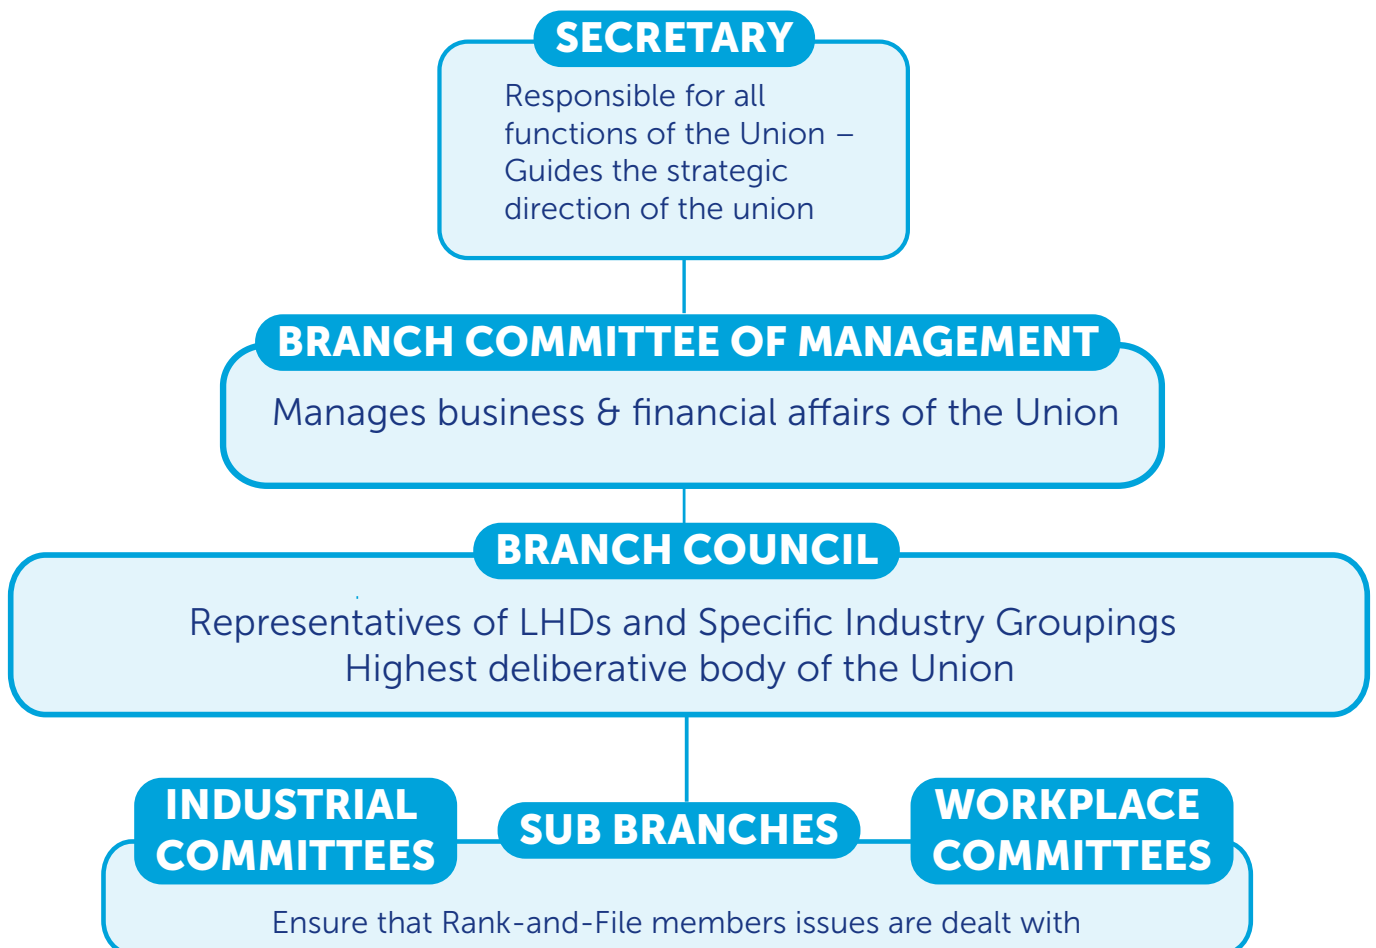 SECRETARY
Responsible for all
functions of the Union –
Guides the strategic
direction of the union
BRANCH COMMITTEE OF MANAGEMENT
Manages business & financial affairs of the Union
BRANCH COUNCIL
Representatives of LHDs and Specific Industry Groupings
Highest deliberative body of the Union
INDUSTRIAL
COMMITTEES
SUB BRANCHES
WORKPLACE
COMMITTEES
Ensure that Rank-and-File members issues are dealt with